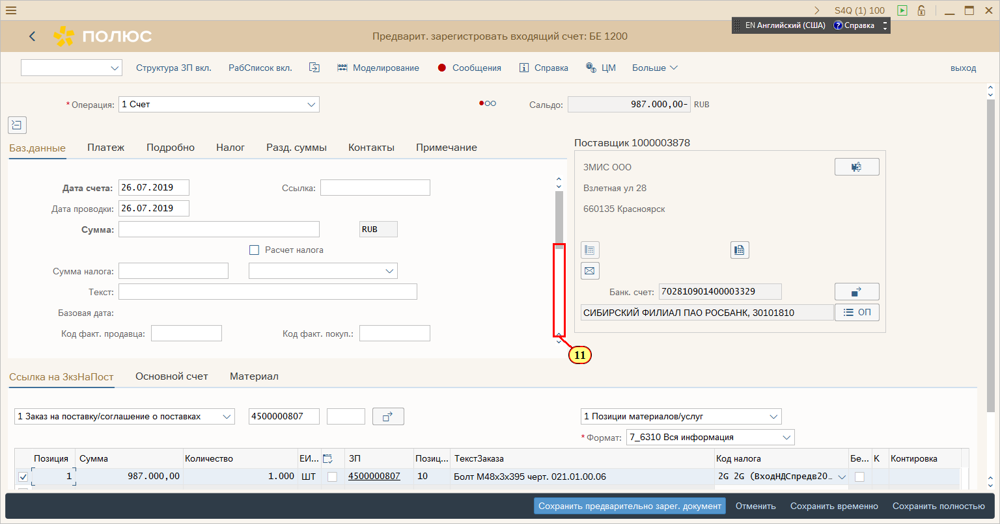 S4Q (1) 100
EN Английский (США) Справка
ПОЛЮС
Предварит. зарегистровать входящий счет: БЕ 1200
Структура ЗП вкл. РабСписок вкл. Моделирование Сообщения Справка ЦМ Больше выход
* Операция: 1 Счет Сальдо: 987.000,00- RUB
Баз.данные Платеж Подробно Налог Разд. суммы Контакты Примечание
Поставщик 1000003878
ЗМИС ООО
Взлетная ул 28
660135 Красноярск
Дата счета: 26.07.2019 Ссылка:
Дата проводки: 26.07.2019
Сумма: RUB
Расчет налога
Сумма налога:
Текст:
Базовая дата:
Код факт. продавца: Код факт. покуп.:
Банк. счет: 702810901400003329
СИБИРСКИЙ ФИЛИАЛ ПАО РОСБАНК, 30101810 ОП
11
Ссылка на ЗкзНаПост Основной счет Материал
1 Заказ на поставку/соглашение о поставках 4500000807 1 Позиции материалов/услуг
* Формат: 7_6310 Вся информация
Позиция Сумма Количество ЕИ... ЗП Позиц... ТекстЗаказа Код налога Бе... К Контировка
1 987.000,00 1.000 ШТ 4500000807 10 Болт М48х3х395 черт. 021.01.00.06 2G 2G (ВходНДСпредв20...
Сохранить предварительно зарег. документ Отменить Сохранить временно Сохранить полностью